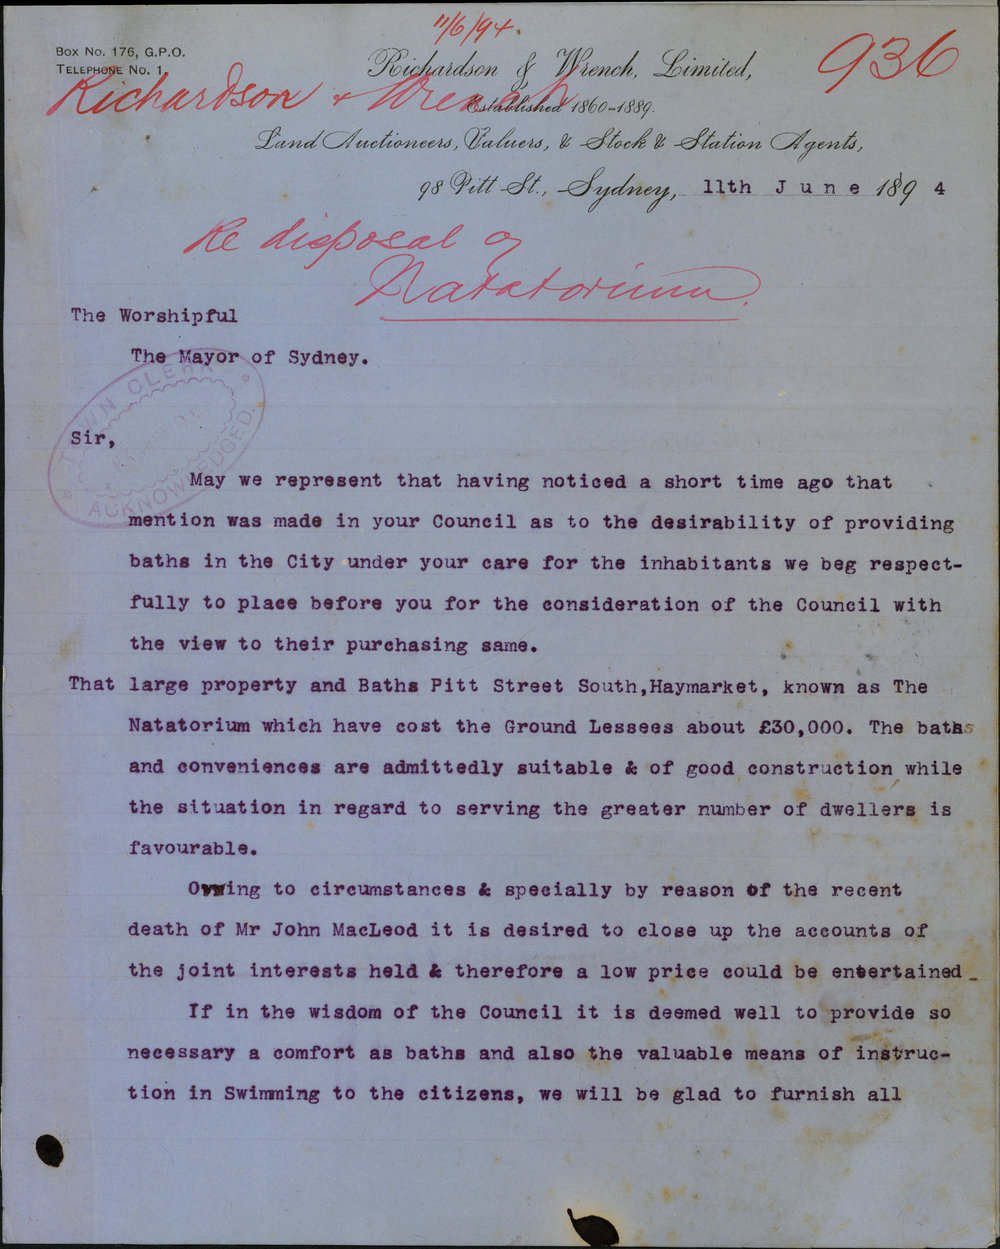 11/6/94.
Box No. 176, G.P.O.
Telephone No. 1.
Richardson & Wrench, Limited,
936
Richardson & Wrench
Established 1860-1889.
Land Auctioneers, Valuers, & Stock & Station Agents,
98 Pitt St., Sydney, 11th June 1894
Re disposal of
Natatorium.
The Worshipful
The Mayor of Sydney.
TOWN CLERK
ACKNOWLEDGED.
Sir,
May we represent that having noticed a short time ago that
mention was made in your Council as to the desirability of providing
baths in the City under your care for the inhabitants we beg respect-
fully to place before you for the consideration of the Council with
the view to their purchasing same.
That large property and Baths Pitt Street South,Haymarket, known as The
Natatorium which have cost the Ground Lessees about £30,000. The baths
and conveniences are admittedly suitable & of good construction while
the situation in regard to serving the greater number of dwellers is
favourable.
Owing to circumstances & specially by reason of the recent
death of Mr John MacLeod it is desired to close up the accounts of
the joint interests held & therefore a low price could be entertained_
If in the wisdom of the Council it is deemed well to provide so
necessary a comfort as baths and also the valuable means of instruc-
tion in Swimming to the citizens, we will be glad to furnish all